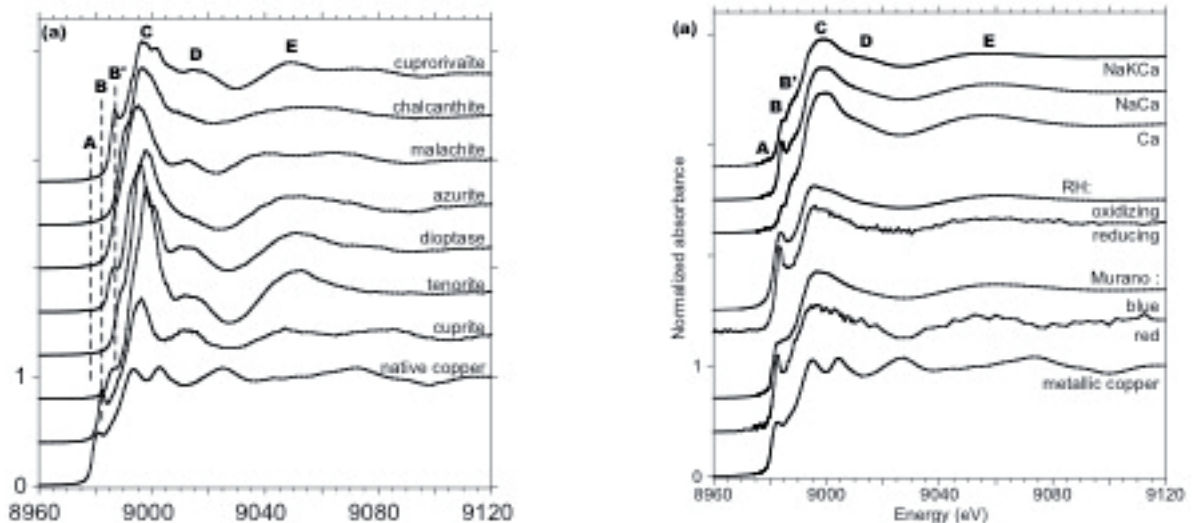 (a)
A
B
B'
C
D
E
cuprorivaite
chalcanthite
malachite
azurite
dioptase
tenorite
cuprite
native copper
1
0
8960 9000 9040 9080 9120
(a)
A
B
B'
C
D
E
NaKCa
NaCa
Ca
RH:
oxidizing
reducing
Murano :
blue
red
metallic copper
Normalized absorbance
1
0
8960 9000 9040 9080 9120
Energy (eV)